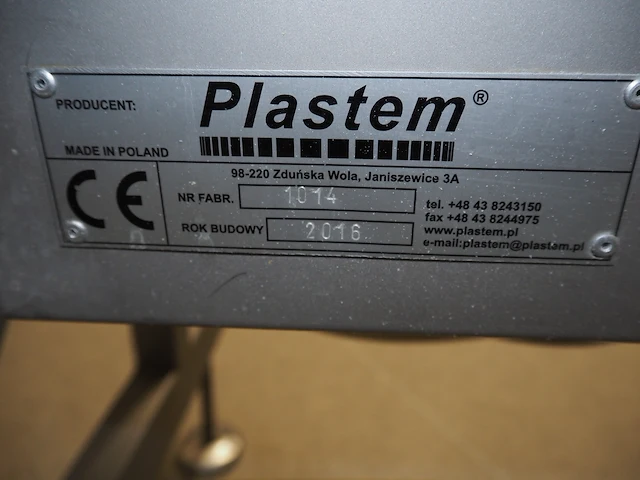 PRODUCENT:
Plastem®
MADE IN POLAND
98-220 Zduńska Wola, Janiszewice 3A
CE
NR FABR. 1014
ROK BUDOWY 2016
tel. +48 43 8243150
fax +48 43 8244975
www.plastem.pl
e-mail:plastem@plastem.pl